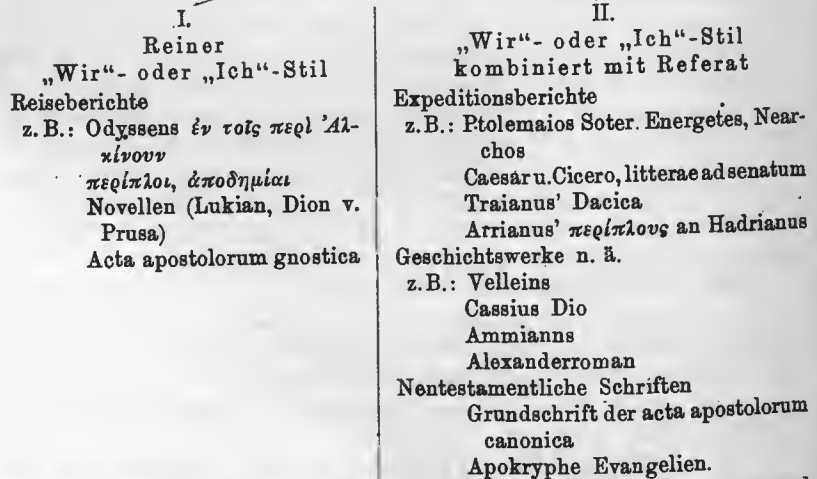 I.
Reiner
„Wir“- oder „Ich“-Stil
Reiseberichte
z. B.: Odysseus ἐν τοῖς περὶ Ἀλ-
κίνουν
περίπλοι, ἀποδημίαι
Novellen (Lukian, Dion v.
Prusa)
Acta apostolorum gnostica
II.
„Wir“- oder „Ich“-Stil
kombiniert mit Referat
Expeditionsberichte
z. B.: Ptolemaios Soter. Energetes, Near-
chos
Caesar u. Cicero, litterae ad senatum
Traianus' Dacica
Arrianus' περίπλους an Hadrianus
Geschichtswerke n. ä.
z. B.: Velleins
Cassius Dio
Ammianns
Alexanderroman
Nentestamentliche Schriften
Grundschrift der acta apostolorum
canonica
Apokryphe Evangelien.